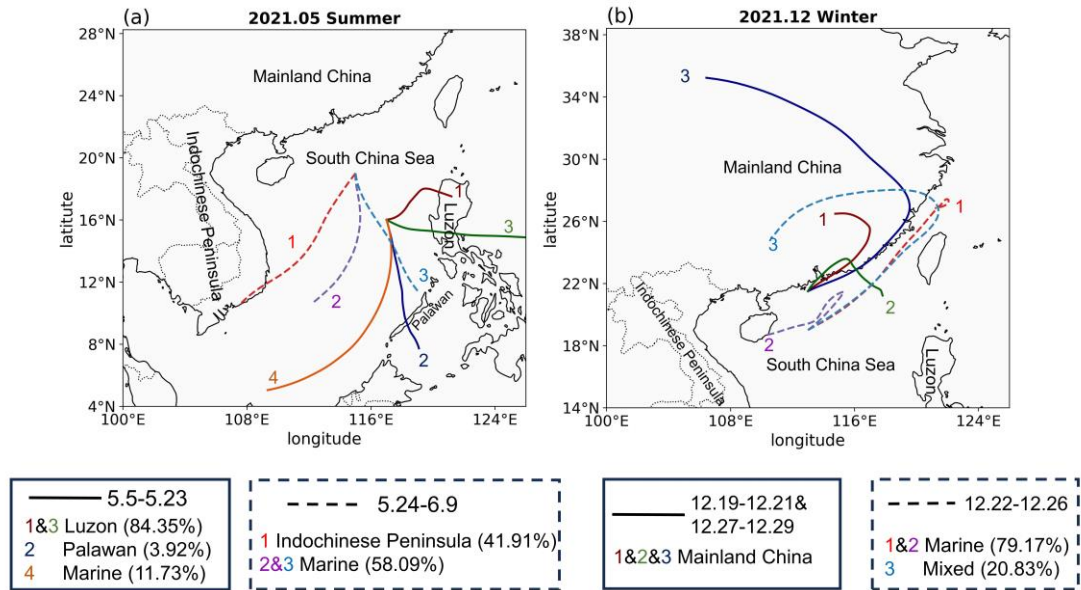 (a)
2021.05 Summer
28°N
24°N
20°N
16°N
12°N
8°N
4°N
latitute
100°E
108°E
116°E
124°E
longitude
Mainland China
South China Sea
Indochinese Peninsula
Luzon
Palawan
1
2
3
4
1
2
3
(b)
2021.12 Winter
38°N
34°N
30°N
26°N
22°N
18°N
14°N
latitute
100°E
108°E
116°E
124°E
longitude
Mainland China
South China Sea
Indochinese Peninsula
Luzon
3
1
2
3
1
2
5.5-5.23
1&3 Luzon (84.35%)
2 Palawan (3.92%)
4 Marine (11.73%)
5.24-6.9
1 Indochinese Peninsula (41.91%)
2&3 Marine (58.09%)
12.19-12.21&
12.27-12.29
1&2&3 Mainland China
12.22-12.26
1&2 Marine (79.17%)
3 Mixed (20.83%)